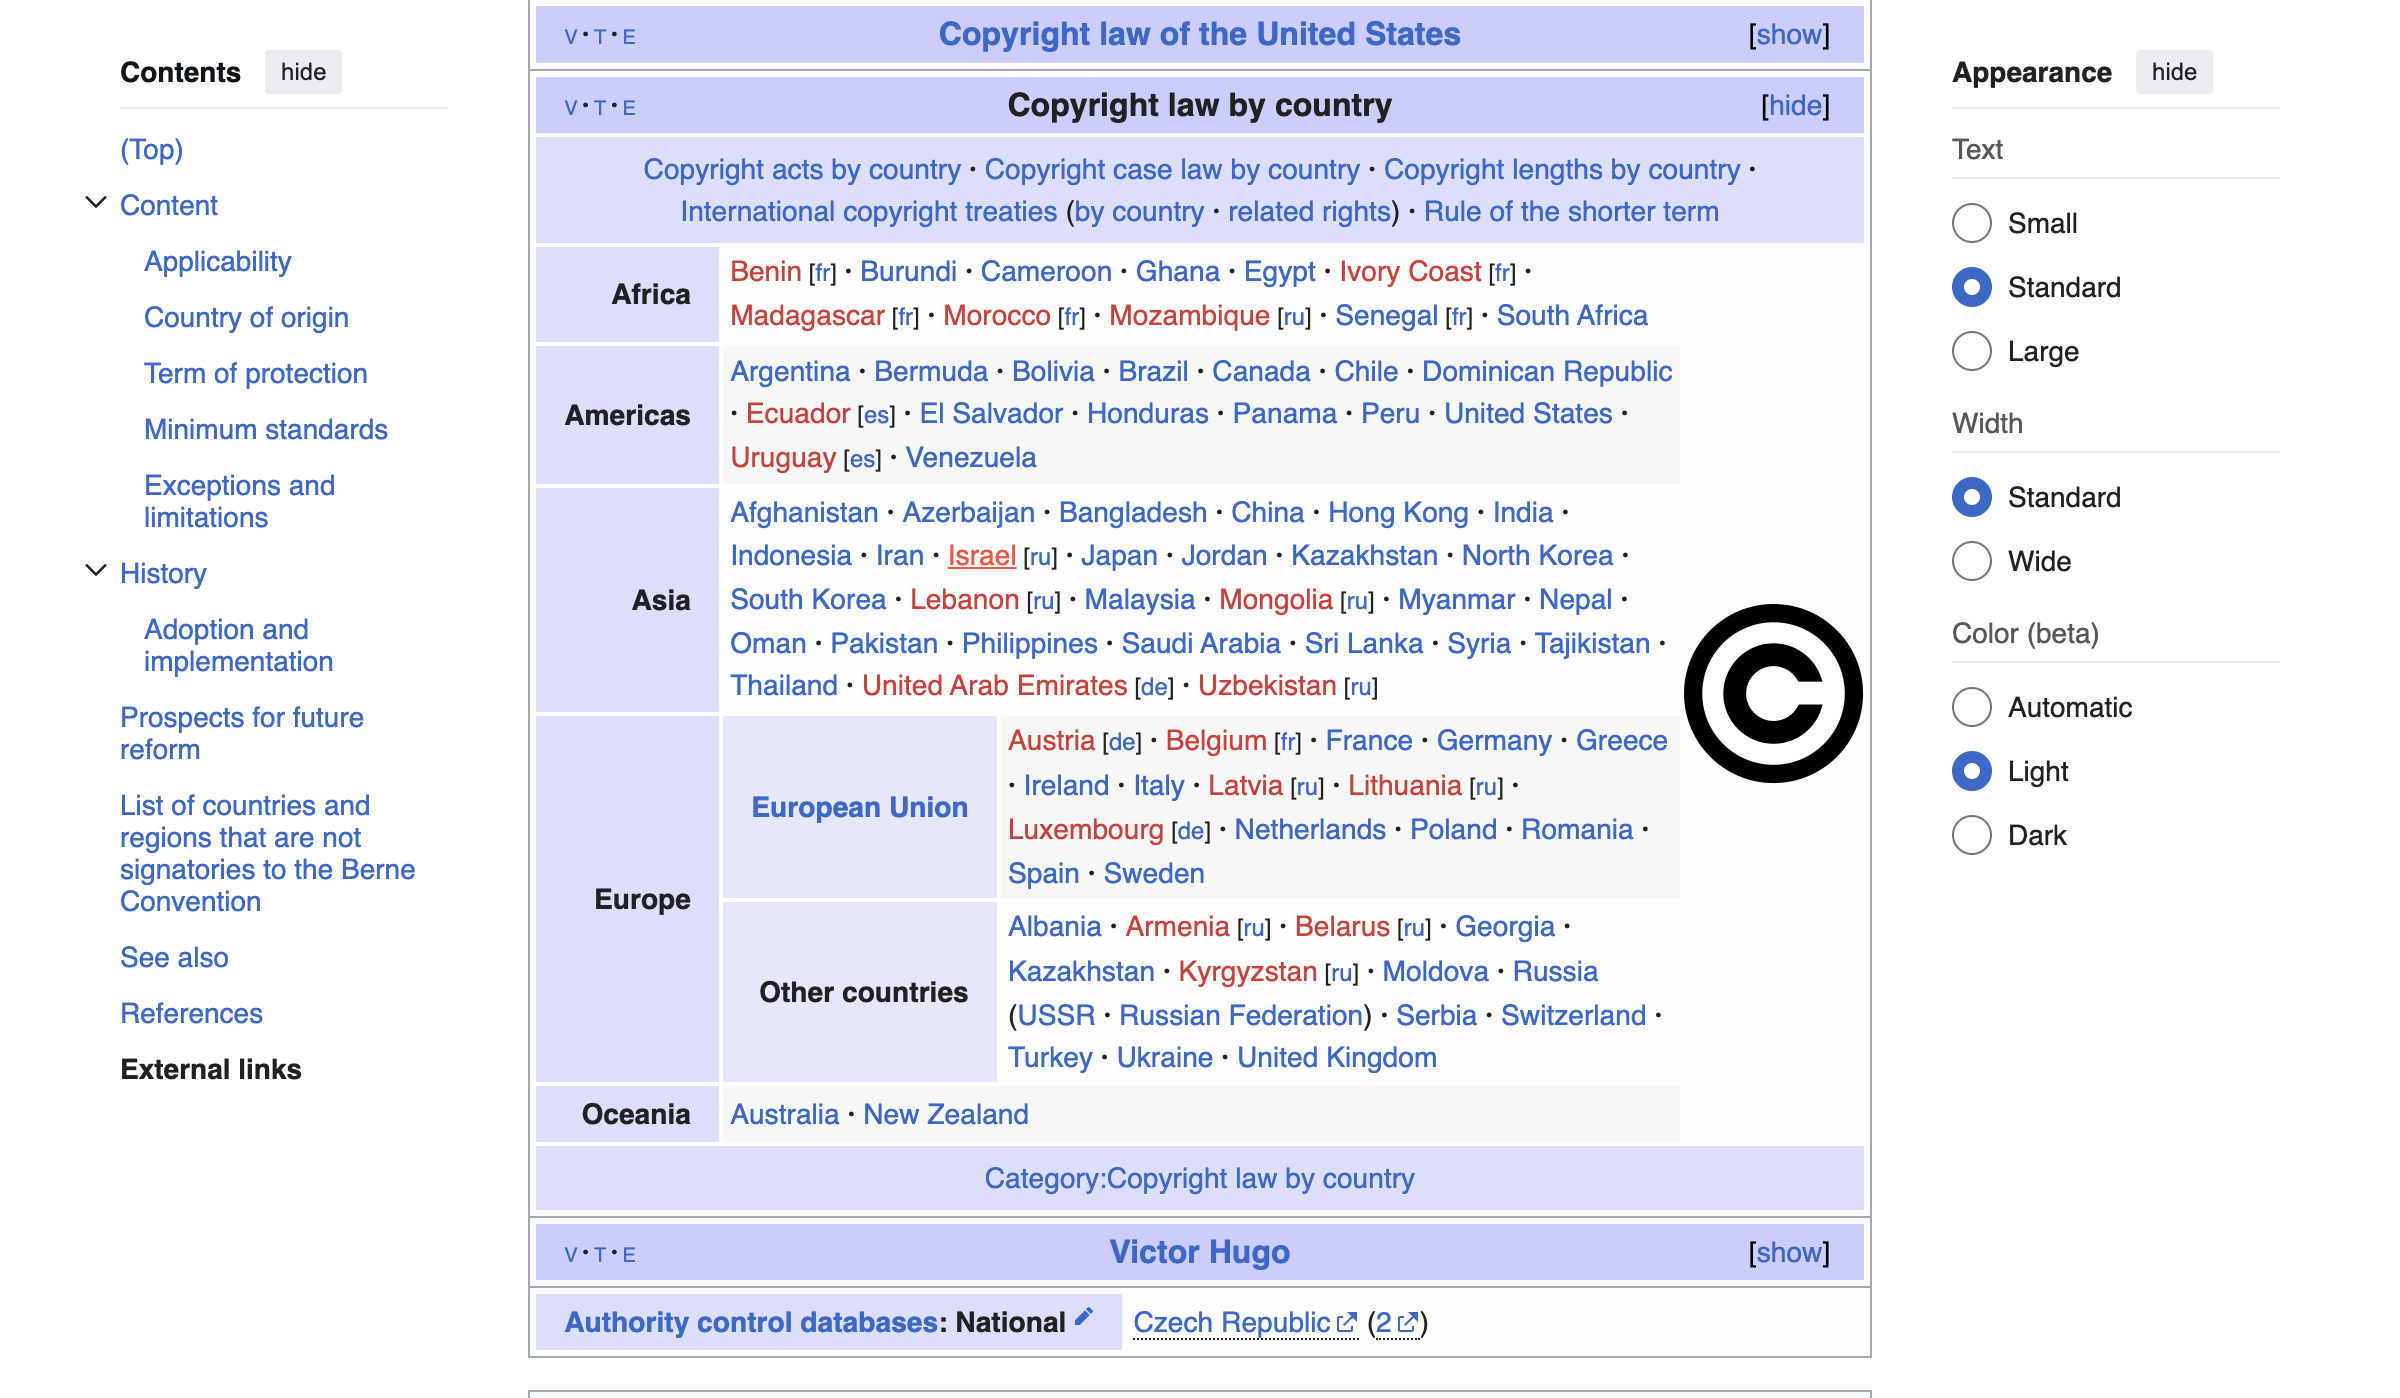 Contents hide
(Top)
Content
Applicability
Country of origin
Term of protection
Minimum standards
Exceptions and
limitations
History
Adoption and
implementation
Prospects for future
reform
List of countries and
regions that are not
signatories to the Berne
Convention
See also
References
External links
V · T · E Copyright law of the United States [show]
V · T · E Copyright law by country [hide]
Copyright acts by country · Copyright case law by country · Copyright lengths by country ·
International copyright treaties (by country · related rights) · Rule of the shorter term
Africa
Benin [fr] · Burundi · Cameroon · Ghana · Egypt · Ivory Coast [fr] ·
Madagascar [fr] · Morocco [fr] · Mozambique [ru] · Senegal [fr] · South Africa
Americas
Argentina · Bermuda · Bolivia · Brazil · Canada · Chile · Dominican Republic
· Ecuador [es] · El Salvador · Honduras · Panama · Peru · United States ·
Uruguay [es] · Venezuela
Asia
Afghanistan · Azerbaijan · Bangladesh · China · Hong Kong · India ·
Indonesia · Iran · Israel [ru] · Japan · Jordan · Kazakhstan · North Korea ·
South Korea · Lebanon [ru] · Malaysia · Mongolia [ru] · Myanmar · Nepal ·
Oman · Pakistan · Philippines · Saudi Arabia · Sri Lanka · Syria · Tajikistan ·
Thailand · United Arab Emirates [de] · Uzbekistan [ru]
Europe
European Union
Austria [de] · Belgium [fr] · France · Germany · Greece
· Ireland · Italy · Latvia [ru] · Lithuania [ru] ·
Luxembourg [de] · Netherlands · Poland · Romania ·
Spain · Sweden
Other countries
Albania · Armenia [ru] · Belarus [ru] · Georgia ·
Kazakhstan · Kyrgyzstan [ru] · Moldova · Russia
(USSR · Russian Federation) · Serbia · Switzerland ·
Turkey · Ukraine · United Kingdom
Oceania
Australia · New Zealand
©
Category:Copyright law by country
V · T · E Victor Hugo [show]
Authority control databases: National Czech Republic (2)
Appearance hide
Text
Small
Standard
Large
Width
Standard
Wide
Color (beta)
Automatic
Light
Dark